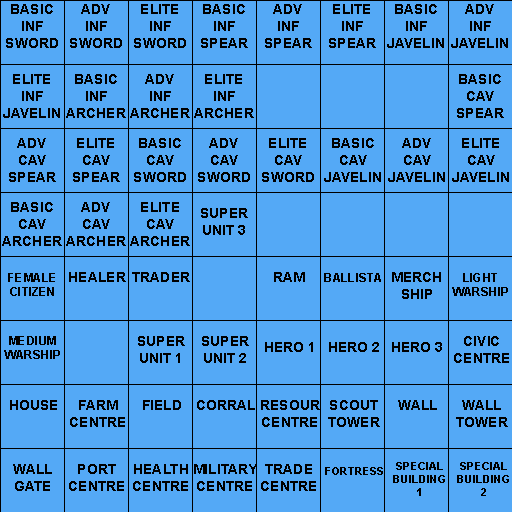 BASIC INF SWORD
ADV INF SWORD
ELITE INF SWORD
BASIC INF SPEAR
ADV INF SPEAR
ELITE INF SPEAR
BASIC INF JAVELIN
ADV INF JAVELIN
ELITE INF JAVELIN
BASIC INF ARCHER
ADV INF ARCHER
ELITE INF ARCHER
BASIC CAV SPEAR
ADV CAV SPEAR
ELITE CAV SPEAR
BASIC CAV SWORD
ADV CAV SWORD
ELITE CAV SWORD
BASIC CAV JAVELIN
ADV CAV JAVELIN
ELITE CAV JAVELIN
BASIC CAV ARCHER
ADV CAV ARCHER
ELITE CAV ARCHER
SUPER UNIT 3
FEMALE CITIZEN
HEALER
TRADER
RAM
BALLISTA
MERCH SHIP
LIGHT WARSHIP
MEDIUM WARSHIP
SUPER UNIT 1
SUPER UNIT 2
HERO 1
HERO 2
HERO 3
CIVIC CENTRE
HOUSE
FARM CENTRE
FIELD
CORRAL
RESOUR CENTRE
SCOUT TOWER
WALL
WALL TOWER
WALL GATE
PORT CENTRE
HEALTH CENTRE
MILITARY CENTRE
TRADE CENTRE
FORTRESS
SPECIAL BUILDING 1
SPECIAL BUILDING 2